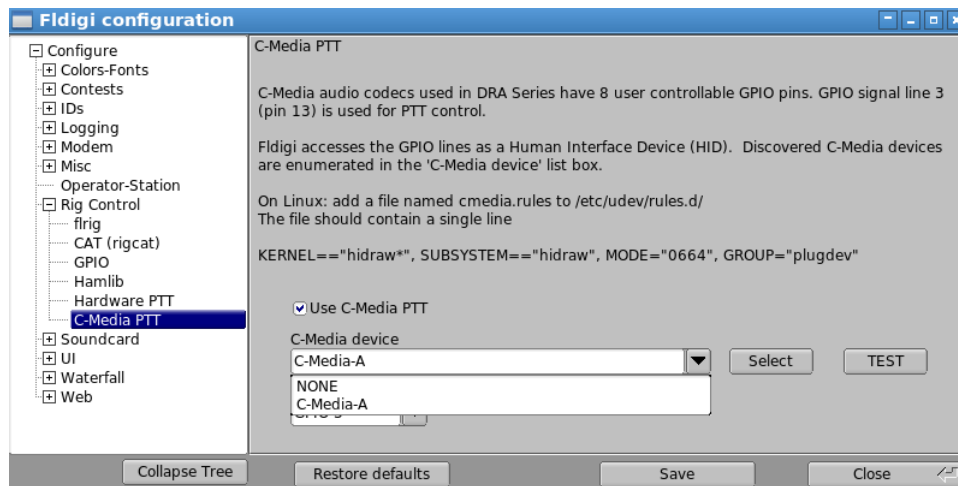 Fldigi configuration
Configure
Colors-Fonts
Contests
IDs
Logging
Modem
Misc
Operator-Station
Rig Control
flrig
CAT (rigcat)
GPIO
Hamlib
Hardware PTT
C-Media PTT
Soundcard
UI
Waterfall
Web
C-Media PTT
C-Media audio codecs used in DRA Series have 8 user controllable GPIO pins. GPIO signal line 3
(pin 13) is used for PTT control.
Fldigi accesses the GPIO lines as a Human Interface Device (HID).  Discovered C-Media devices
are enumerated in the 'C-Media device' list box.
On Linux: add a file named cmedia.rules to /etc/udev/rules.d/
The file should contain a single line
KERNEL=="hidraw*", SUBSYSTEM=="hidraw", MODE="0664", GROUP="plugdev"
Use C-Media PTT
C-Media device
C-Media-A
Select
TEST
NONE
C-Media-A
Collapse Tree
Restore defaults
Save
Close